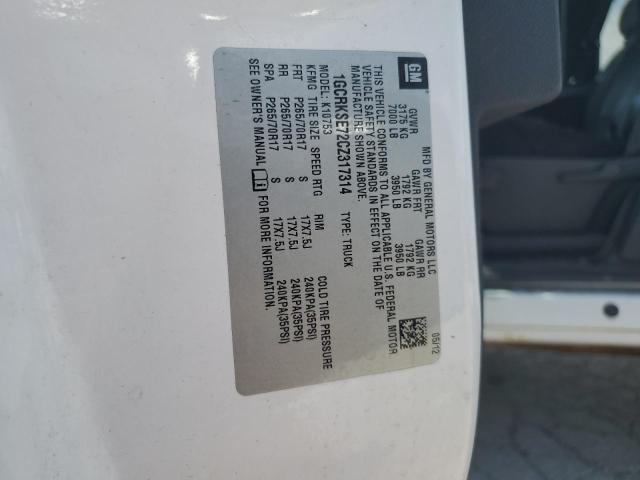 GM
MFD BY GENERAL MOTORS LLC 05/12
GVWR GAWR FRT GAWR RR
3175 KG 1792 KG 1792 KG
7000 LB 3950 LB 3950 LB
THIS VEHICLE CONFORMS TO ALL APPLICABLE U.S. FEDERAL MOTOR
VEHICLE SAFETY STANDARDS IN EFFECT ON THE DATE OF
MANUFACTURE SHOWN ABOVE.
1GCRKSE72CZ317314 TYPE: TRUCK
MODEL: K10753
KFMG TIRE SIZE SPEED RTG RIM COLD TIRE PRESSURE
FRT P265/70R17 S 17X7.5J 240KPA(35PSI)
RR P265/70R17 S 17X7.5J 240KPA(35PSI)
SPA P265/70R17 S 17X7.5J 240KPA(35PSI)
SEE OWNER'S MANUAL FOR MORE INFORMATION.